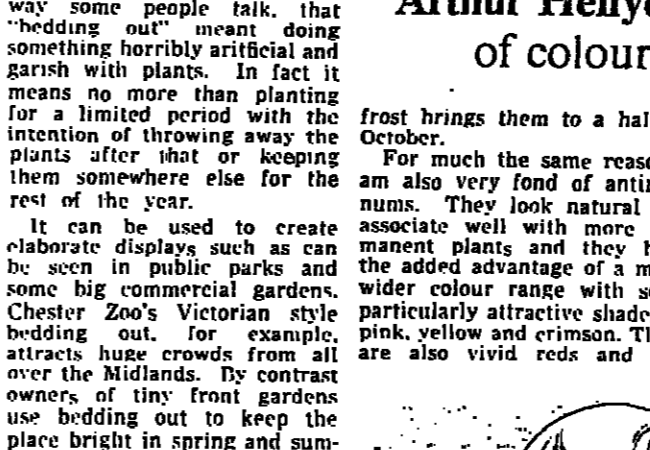 way some people talk, that
"bedding out" meant doing
something horribly aritficial and
garish with plants. In fact it
means no more than planting
for a limited period with the
intention of throwing away the
plants after that or keeping
them somewhere else for the
rest of the year.
It can be used to create
elaborate displays such as can
be seen in public parks and
some big commercial gardens.
Chester Zoo's Victorian style
bedding out, for example,
attracts huge crowds from all
over the Midlands. By contrast
owners of tiny front gardens
use bedding out to keep the
place bright in spring and sum-
Arthur Hellye
of colour
frost brings them to a hal
October.
For much the same reaso
am also very fond of antir
nums. They look natural
associate well with more
manent plants and they h
the added advantage of a m
wider colour range with so
particularly attractive shade
pink, yellow and crimson. Th
are also vivid reds and